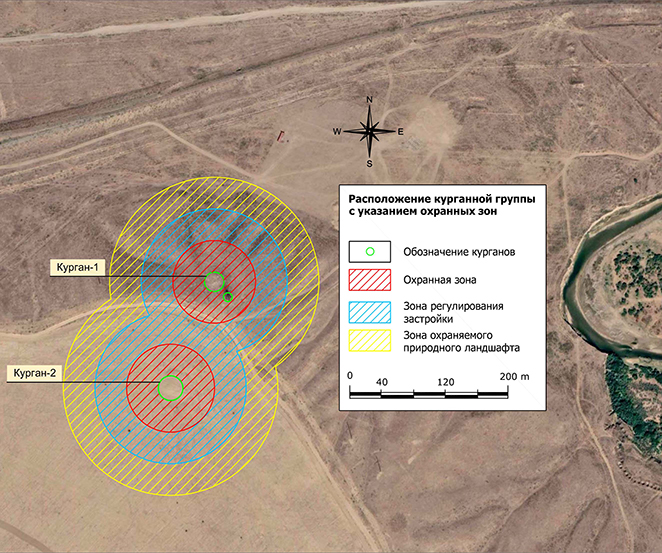 N
W E
S
Расположение курганной группы
с указанием охранных зон
Обозначение курганов
Охранная зона
Зона регулирования
застройки
Зона охраняемого
природного ландшафта
0 40 120 200 m
Курган-1
Курган-2